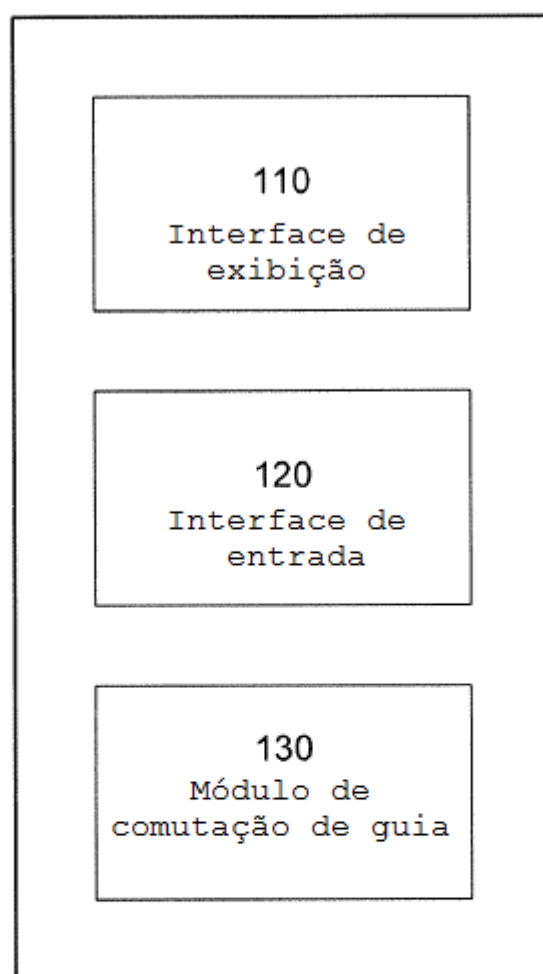 110
Interface de
exibição
120
Interface de
entrada
130
Módulo de
comutação de guia